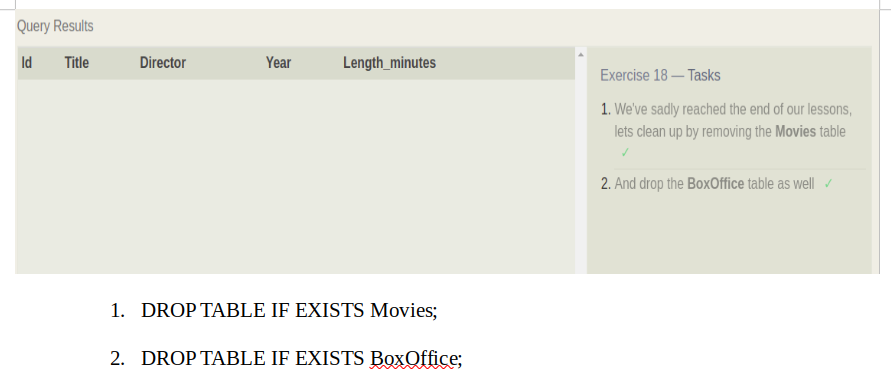 Query Results
Id Title Director Year Length_minutes
Exercise 18 — Tasks
1. We've sadly reached the end of our lessons,
lets clean up by removing the Movies table
✓
2. And drop the BoxOffice table as well ✓
1. DROP TABLE IF EXISTS Movies;
2. DROP TABLE IF EXISTS BoxOffice;